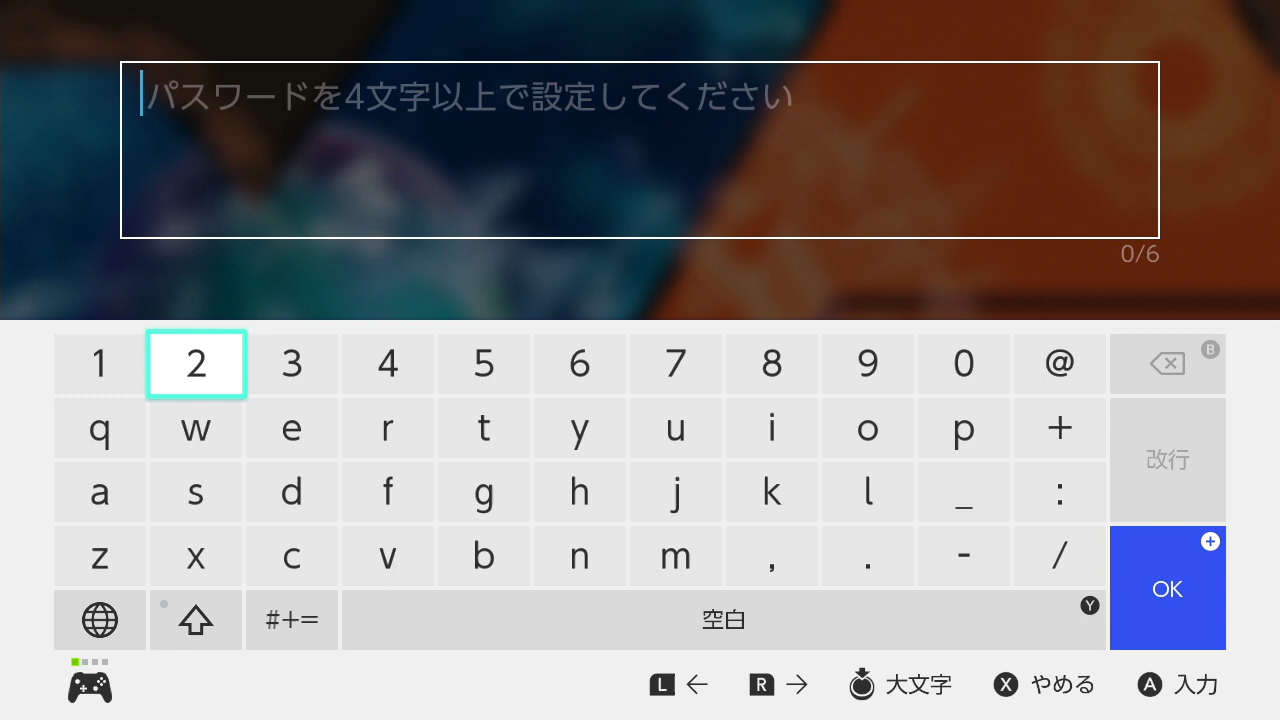 パスワードを4文字以上で設定してください
0/6
1 2 3 4 5 6 7 8 9 0 @ B
q w e r t y u i o p +
改行
a s d f g h j k l _ :
z x c v b n m , . - / +
OK
#+= 空白 Y
L ← R → 大文字 X やめる A 入力